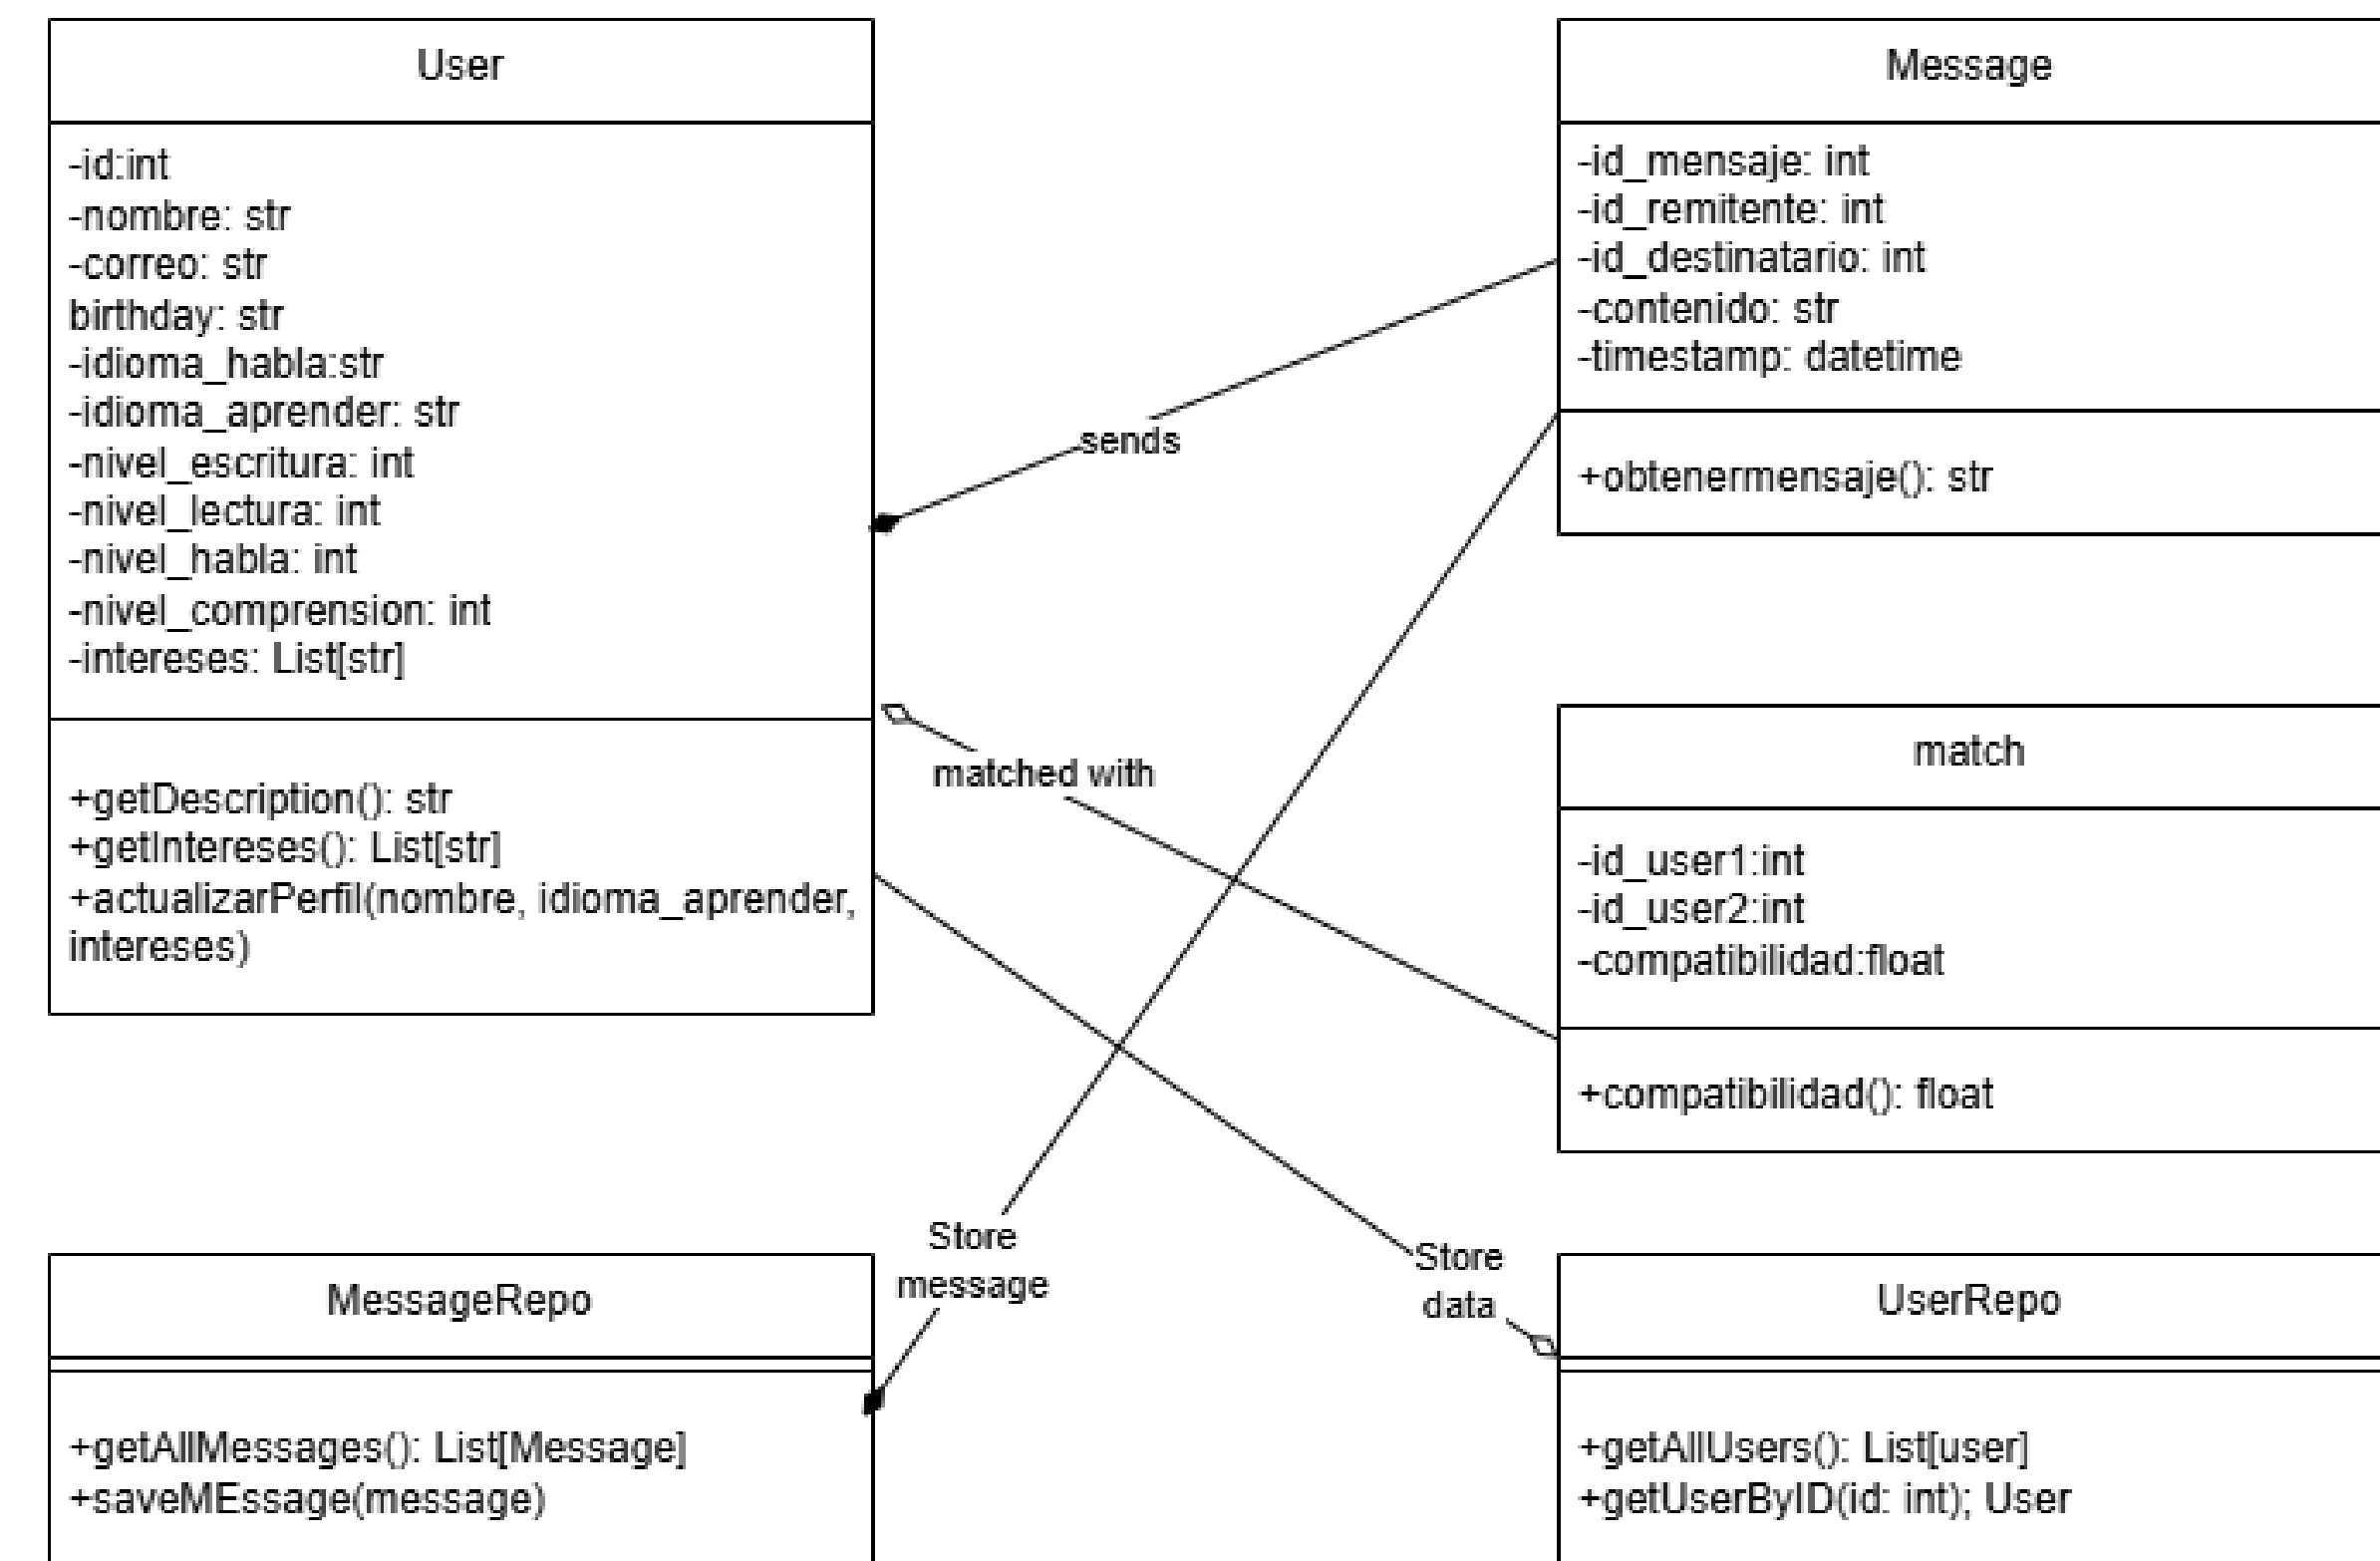 User
-id:int
-nombre: str
-correo: str
birthday: str
-idioma_habla:str
-idioma_aprender: str
-nivel_escritura: int
-nivel_lectura: int
-nivel_habla: int
-nivel_comprension: int
-intereses: List[str]
+getDescription(): str
+getIntereses(): List[str]
+actualizarPerfil(nombre, idioma_aprender,
intereses)
Message
-id_mensaje: int
-id_remitente: int
-id_destinatario: int
-contenido: str
-timestamp: datetime
+obtenermensaje(): str
sends
matched with
match
-id_user1:int
-id_user2:int
-compatibilidad:float
+compatibilidad(): float
Store
message
Store
data
MessageRepo
+getAllMessages(): List[Message]
+saveMEssage(message)
UserRepo
+getAllUsers(): List[user]
+getUserByID(id: int); User